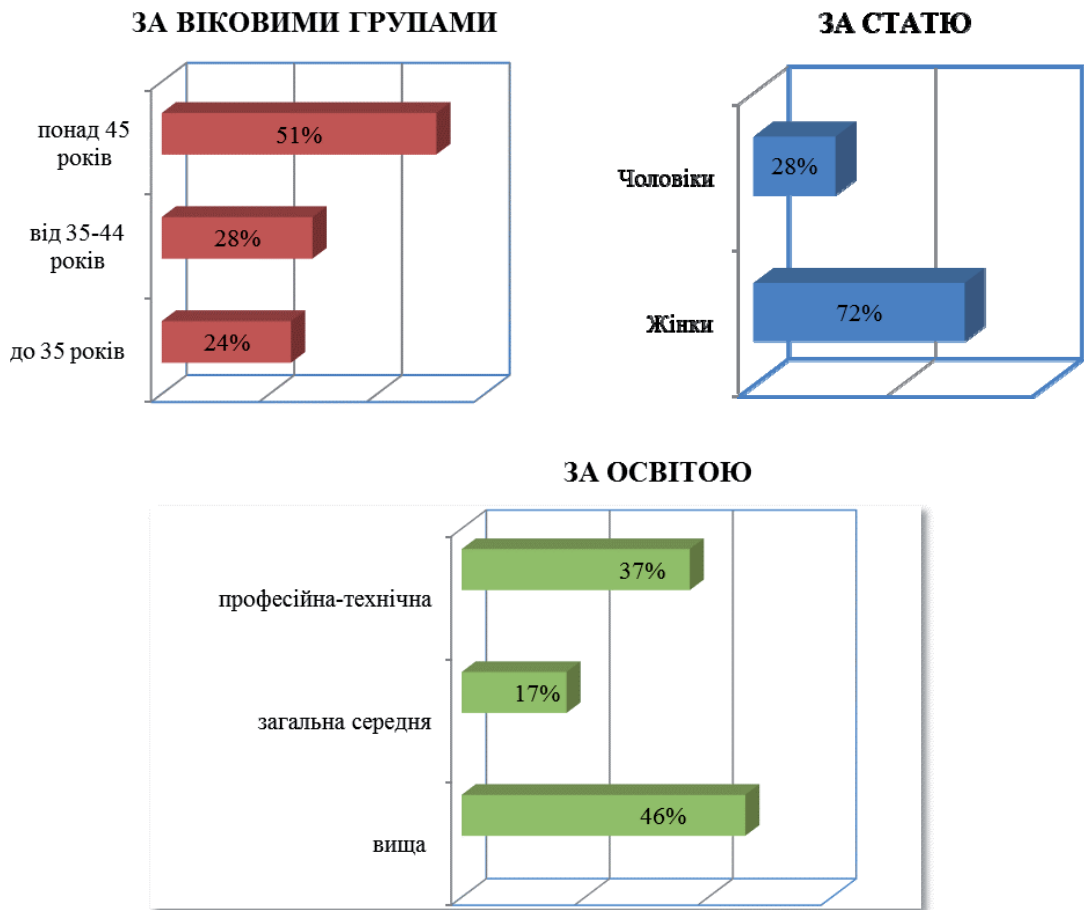 ЗА ВІКОВИМИ ГРУПАМИ
понад 45
років
51%
від 35-44
років
28%
до 35 років
24%
ЗА СТАТЮ
Чоловіки
28%
Жінки
72%
ЗА ОСВІТОЮ
професійна-технічна
37%
загальна середня
17%
вища
46%